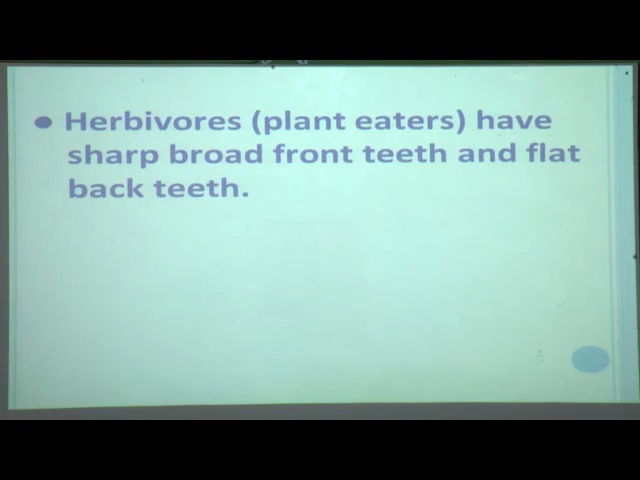 ● Herbivores (plant eaters) have
sharp broad front teeth and flat
back teeth.